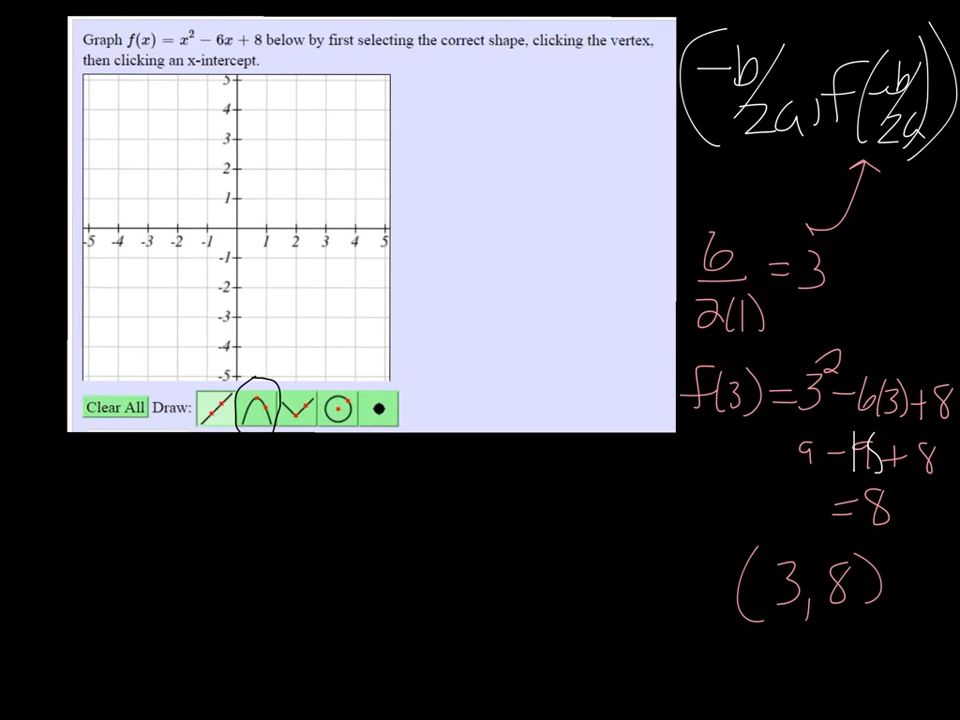 Graph f(x) = x² − 6x + 8 below by first selecting the correct shape, clicking the vertex,
then clicking an x-intercept.
5
4
3
2
1
-5 -4 -3 -2 -1 1 2 3 4 5
-1
-2
-3
-4
-5
Clear All Draw:
(-b/2a, f(-b/2a))
6/2(1) = 3
f(3) = 3² − 6(3) + 8
9 − + 8
= 8
(3, 8)